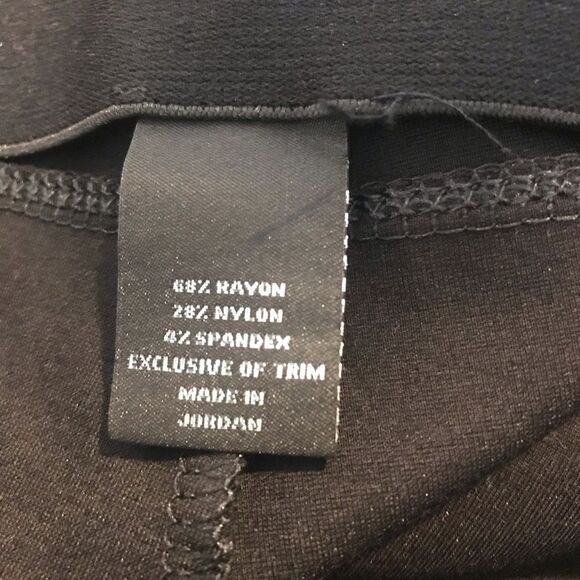 68% RAYON
28% NYLON
4% SPANDEX
EXCLUSIVE OF TRIM
MADE IN
JORDAN